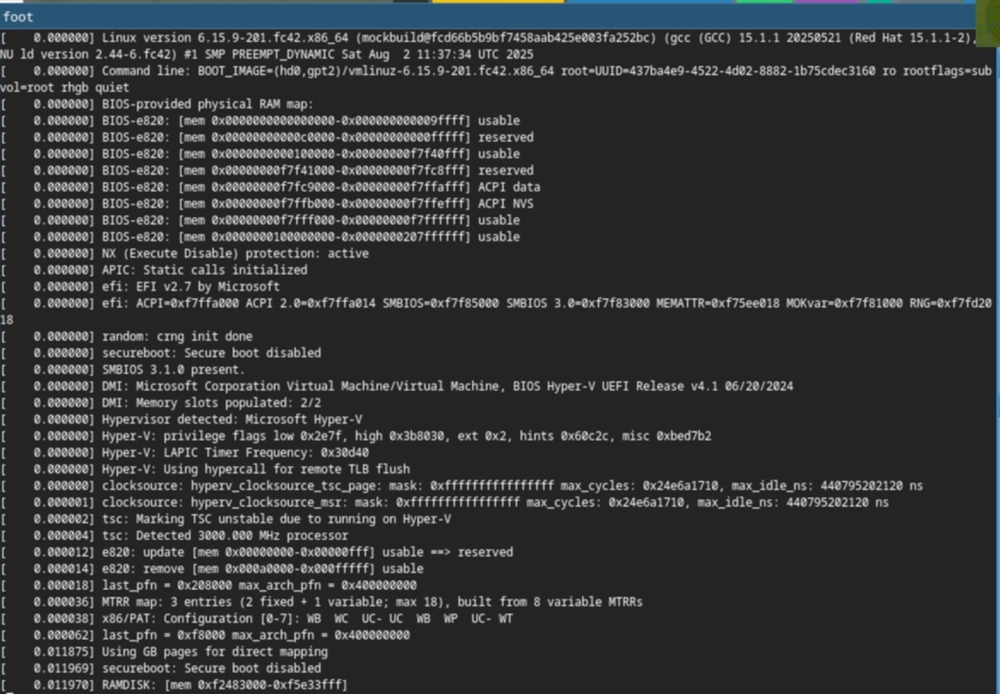 foot
[    0.000000] Linux version 6.15.9-201.fc42.x86_64 (mockbuild@fcd66b5b9bf7458aab425e003fa252bc) (gcc (GCC) 15.1.1 20250521 (Red Hat 15.1.1-2),
NU ld version 2.44-6.fc42) #1 SMP PREEMPT_DYNAMIC Sat Aug  2 11:37:34 UTC 2025
[    0.000000] Command line: BOOT_IMAGE=(hd0,gpt2)/vmlinuz-6.15.9-201.fc42.x86_64 root=UUID=437ba4e9-4522-4d02-8882-1b75cdec3160 ro rootflags=sub
vol=root rhgb quiet
[    0.000000] BIOS-provided physical RAM map:
[    0.000000] BIOS-e820: [mem 0x0000000000000000-0x000000000009ffff] usable
[    0.000000] BIOS-e820: [mem 0x00000000000c0000-0x00000000000fffff] reserved
[    0.000000] BIOS-e820: [mem 0x0000000000100000-0x00000000f7f40fff] usable
[    0.000000] BIOS-e820: [mem 0x00000000f7f41000-0x00000000f7fc8fff] reserved
[    0.000000] BIOS-e820: [mem 0x00000000f7fc9000-0x00000000f7ffafff] ACPI data
[    0.000000] BIOS-e820: [mem 0x00000000f7ffb000-0x00000000f7ffefff] ACPI NVS
[    0.000000] BIOS-e820: [mem 0x00000000f7fff000-0x00000000f7ffffff] usable
[    0.000000] BIOS-e820: [mem 0x0000000100000000-0x0000000207ffffff] usable
[    0.000000] NX (Execute Disable) protection: active
[    0.000000] APIC: Static calls initialized
[    0.000000] efi: EFI v2.7 by Microsoft
[    0.000000] efi: ACPI=0xf7ffa000 ACPI 2.0=0xf7ffa014 SMBIOS=0xf7f85000 SMBIOS 3.0=0xf7f83000 MEMATTR=0xf75ee018 MOKvar=0xf7f81000 RNG=0xf7fd20
18
[    0.000000] random: crng init done
[    0.000000] secureboot: Secure boot disabled
[    0.000000] SMBIOS 3.1.0 present.
[    0.000000] DMI: Microsoft Corporation Virtual Machine/Virtual Machine, BIOS Hyper-V UEFI Release v4.1 06/20/2024
[    0.000000] DMI: Memory slots populated: 2/2
[    0.000000] Hypervisor detected: Microsoft Hyper-V
[    0.000000] Hyper-V: privilege flags low 0x2e7f, high 0x3b8030, ext 0x2, hints 0x60c2c, misc 0xbed7b2
[    0.000000] Hyper-V: LAPIC Timer Frequency: 0x30d40
[    0.000000] Hyper-V: Using hypercall for remote TLB flush
[    0.000000] clocksource: hyperv_clocksource_tsc_page: mask: 0xffffffffffffffff max_cycles: 0x24e6a1710, max_idle_ns: 440795202120 ns
[    0.000001] clocksource: hyperv_clocksource_msr: mask: 0xffffffffffffffff max_cycles: 0x24e6a1710, max_idle_ns: 440795202120 ns
[    0.000002] tsc: Marking TSC unstable due to running on Hyper-V
[    0.000004] tsc: Detected 3000.000 MHz processor
[    0.000012] e820: update [mem 0x00000000-0x00000fff] usable ==> reserved
[    0.000014] e820: remove [mem 0x000a0000-0x000fffff] usable
[    0.000018] last_pfn = 0x208000 max_arch_pfn = 0x400000000
[    0.000036] MTRR map: 3 entries (2 fixed + 1 variable; max 18), built from 8 variable MTRRs
[    0.000038] x86/PAT: Configuration [0-7]: WB  WC  UC- UC  WB  WP  UC- WT
[    0.000062] last_pfn = 0xf8000 max_arch_pfn = 0x400000000
[    0.011875] Using GB pages for direct mapping
[    0.011969] secureboot: Secure boot disabled
[    0.011970] RAMDISK: [mem 0xf2483000-0xf5e33fff]